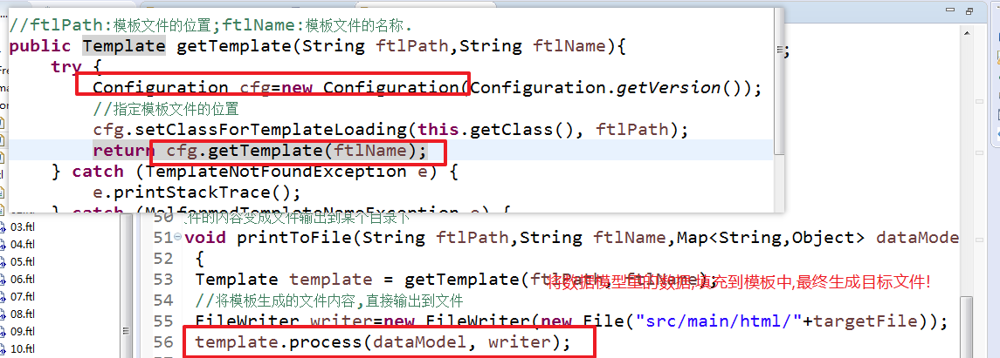 //ftlPath:模板文件的位置;ftlName:模板文件的名称.
public Template getTemplate(String ftlPath,String ftlName){
try {
Configuration cfg=new Configuration(Configuration.getVersion());
//指定模板文件的位置
cfg.setClassForTemplateLoading(this.getClass(), ftlPath);
return cfg.getTemplate(ftlName);
} catch (TemplateNotFoundException e) {
e.printStackTrace();
} catch (MalformedTemplateNameException e) {
50 件的内容变成文件输出到某个目录下
51 void printToFile(String ftlPath,String ftlName,Map<String,Object> dataMode
52 {
53 Template template = getTemplate(ftlPath, ftlName);
将数据模型里的数据,填充到模板中,最终生成目标文件!
54 //将模板生成的文件内容,直接输出到文件
55 FileWriter writer=new FileWriter(new File("src/main/html/"+targetFile));
56 template.process(dataModel, writer);
03.ftl
04.ftl
05.ftl
06.ftl
07.ftl
08.ftl
09.ftl
10.ftl